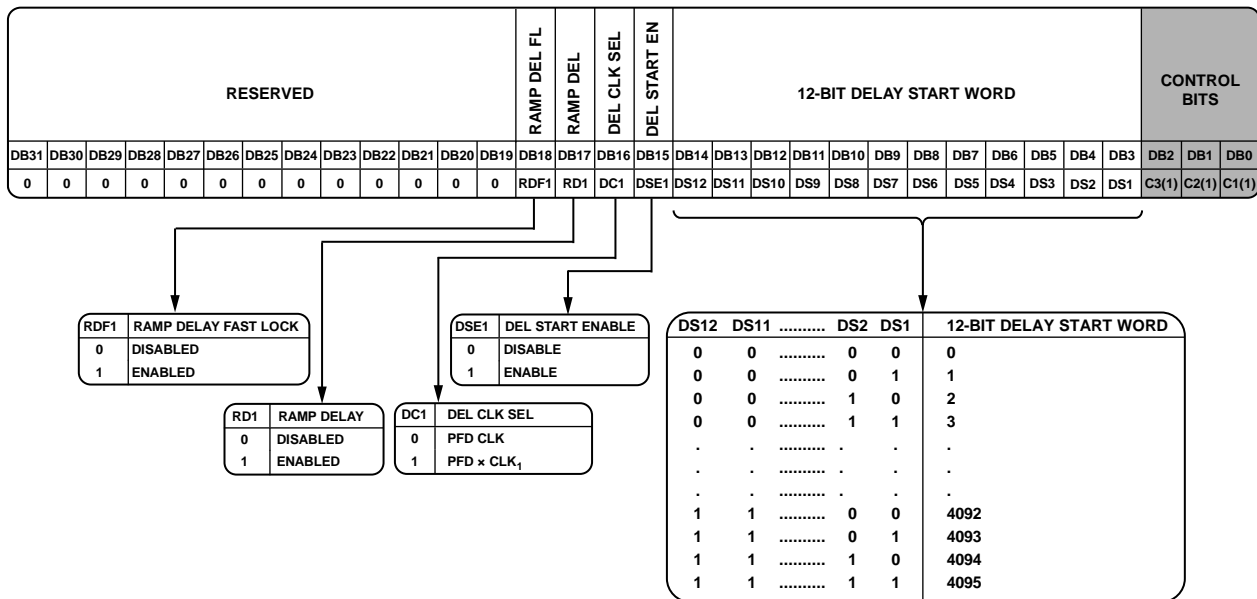 RESERVED
RAMP DEL FL
RAMP DEL
DEL CLK SEL
DEL START EN
12-BIT DELAY START WORD
CONTROL
BITS
DB31 DB30 DB29 DB28 DB27 DB26 DB25 DB24 DB23 DB22 DB21 DB20 DB19 DB18 DB17 DB16 DB15 DB14 DB13 DB12 DB11 DB10 DB9 DB8 DB7 DB6 DB5 DB4 DB3 DB2 DB1 DB0
0 0 0 0 0 0 0 0 0 0 0 0 0 RDF1 RD1 DC1 DSE1 DS12 DS11 DS10 DS9 DS8 DS7 DS6 DS5 DS4 DS3 DS2 DS1 C3(1) C2(1) C1(1)
RDF1 RAMP DELAY FAST LOCK
0 DISABLED
1 ENABLED
DSE1 DEL START ENABLE
0 DISABLE
1 ENABLE
RD1 RAMP DELAY
0 DISABLED
1 ENABLED
DC1 DEL CLK SEL
0 PFD CLK
1 PFD × CLK1
DS12 DS11 .......... DS2 DS1 12-BIT DELAY START WORD
0 0 .......... 0 0 0
0 0 .......... 0 1 1
0 0 .......... 1 0 2
0 0 .......... 1 1 3
. . .......... . . .
. . .......... . . .
. . .......... . . .
1 1 .......... 0 0 4092
1 1 .......... 0 1 4093
1 1 .......... 1 0 4094
1 1 .......... 1 1 4095